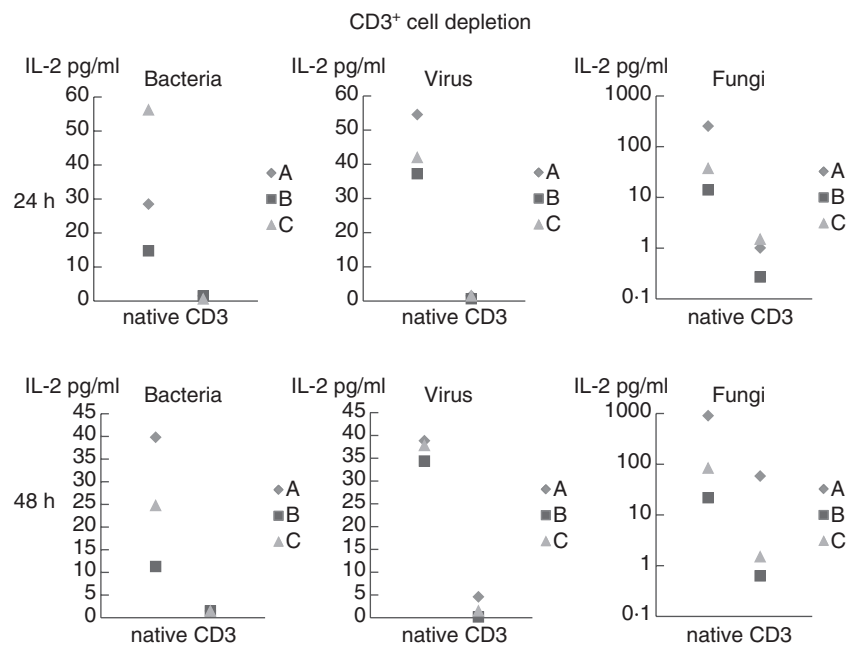 CD3⁺ cell depletion
IL-2 pg/ml
Bacteria
60
50
40
30
20
10
0
24 h
A
B
C
native CD3
IL-2 pg/ml
Virus
60
50
40
30
20
10
0
A
B
C
native CD3
IL-2 pg/ml
Fungi
1000
100
10
1
0·1
A
B
C
native CD3
IL-2 pg/ml
Bacteria
45
40
35
30
25
20
15
10
5
0
48 h
A
B
C
native CD3
IL-2 pg/ml
Virus
45
40
35
30
25
20
15
10
5
0
A
B
C
native CD3
IL-2 pg/ml
Fungi
1000
100
10
1
0·1
A
B
C
native CD3